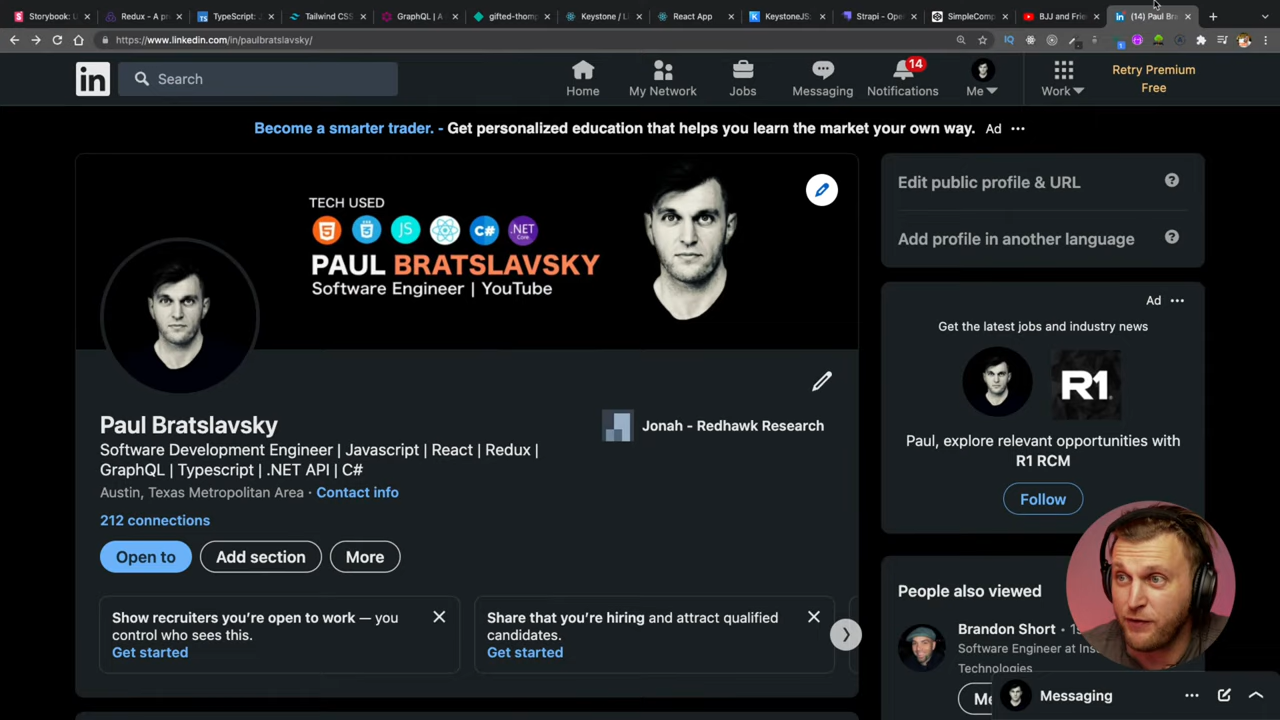 Storybook: U
Redux - A p
TypeScript:
Tailwind CSS
GraphQL | A
gifted-thomp
Keystone / Li
React App
KeystoneJS:
Strapi - Ope
SimpleComp
BJJ and Frie
(14) Paul Bra
https://www.linkedin.com/in/paulbratslavsky/
in
Search
Home
My Network
Jobs
Messaging
14
Notifications
Me
Work
Retry Premium
Free
Become a smarter trader. - Get personalized education that helps you learn the market your own way. Ad
TECH USED
5 JS C# .NET Core
PAUL BRATSLAVSKY
Software Engineer | YouTube
Paul Bratslavsky
Software Development Engineer | Javascript | React | Redux |
GraphQL | Typescript | .NET API | C#
Austin, Texas Metropolitan Area · Contact info
212 connections
Jonah - Redhawk Research
Open to
Add section
More
Show recruiters you're open to work — you
control who sees this.
Get started
Share that you're hiring and attract qualified
candidates.
Get started
Edit public profile & URL
Add profile in another language
Ad
Get the latest jobs and industry news
R1
Paul, explore relevant opportunities with
R1 RCM
Follow
People also viewed
Brandon Short
Software Engineer at Ins
Technologies
Messaging